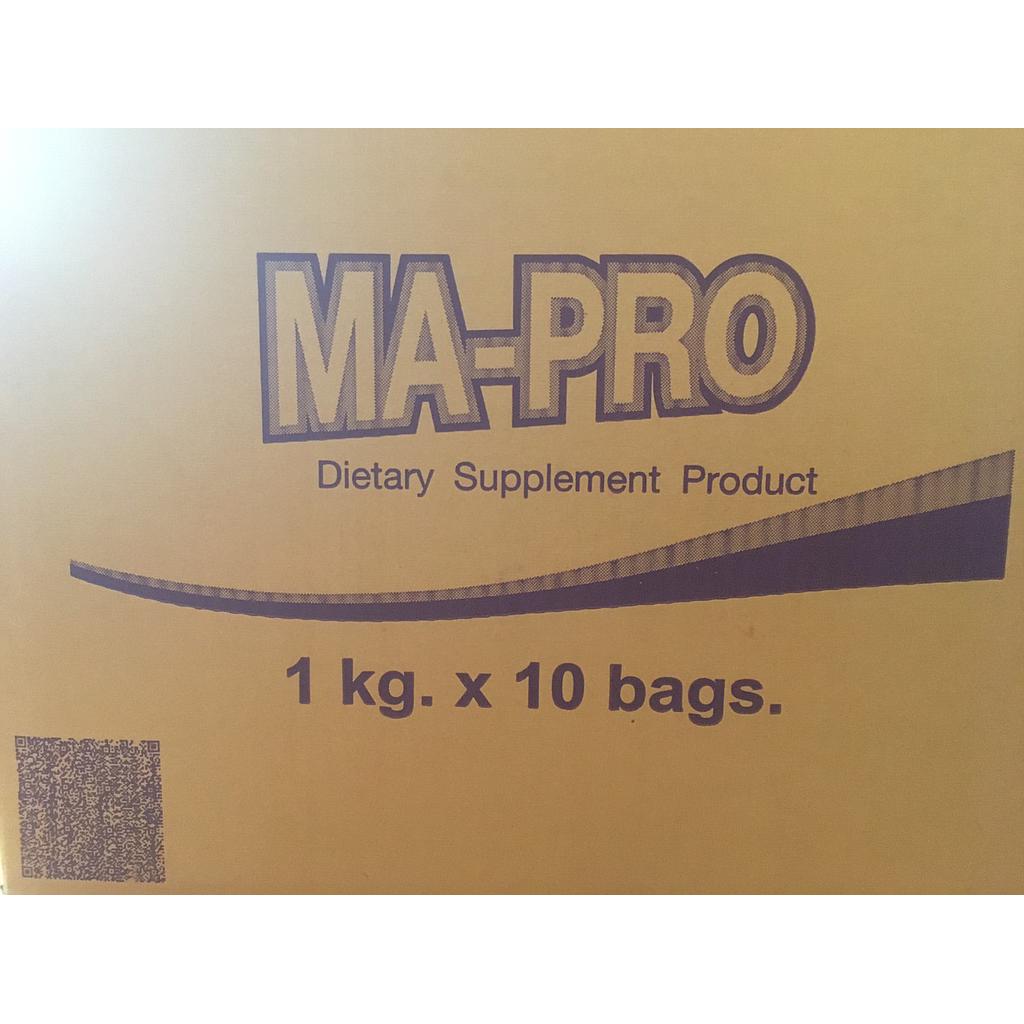 MA-PRO
Dietary Supplement Product
1 kg. x 10 bags.